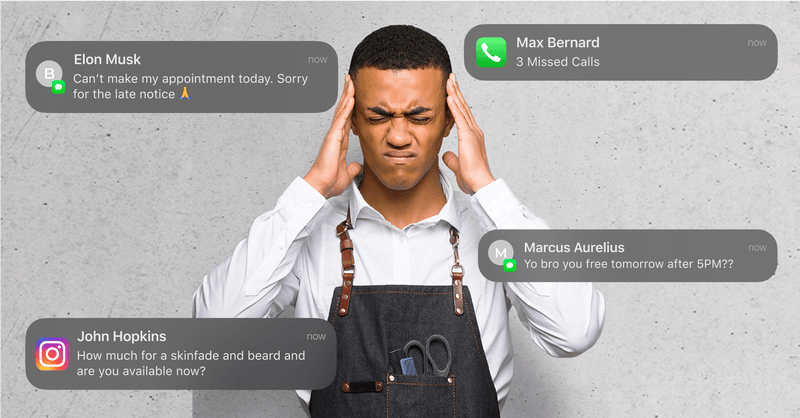 Elon Musk
now
B
Can't make my appointment today. Sorry
for the late notice 🙏
Max Bernard
now
3 Missed Calls
Marcus Aurelius
now
M
Yo bro you free tomorrow after 5PM??
John Hopkins
now
How much for a skinfade and beard and
are you available now?